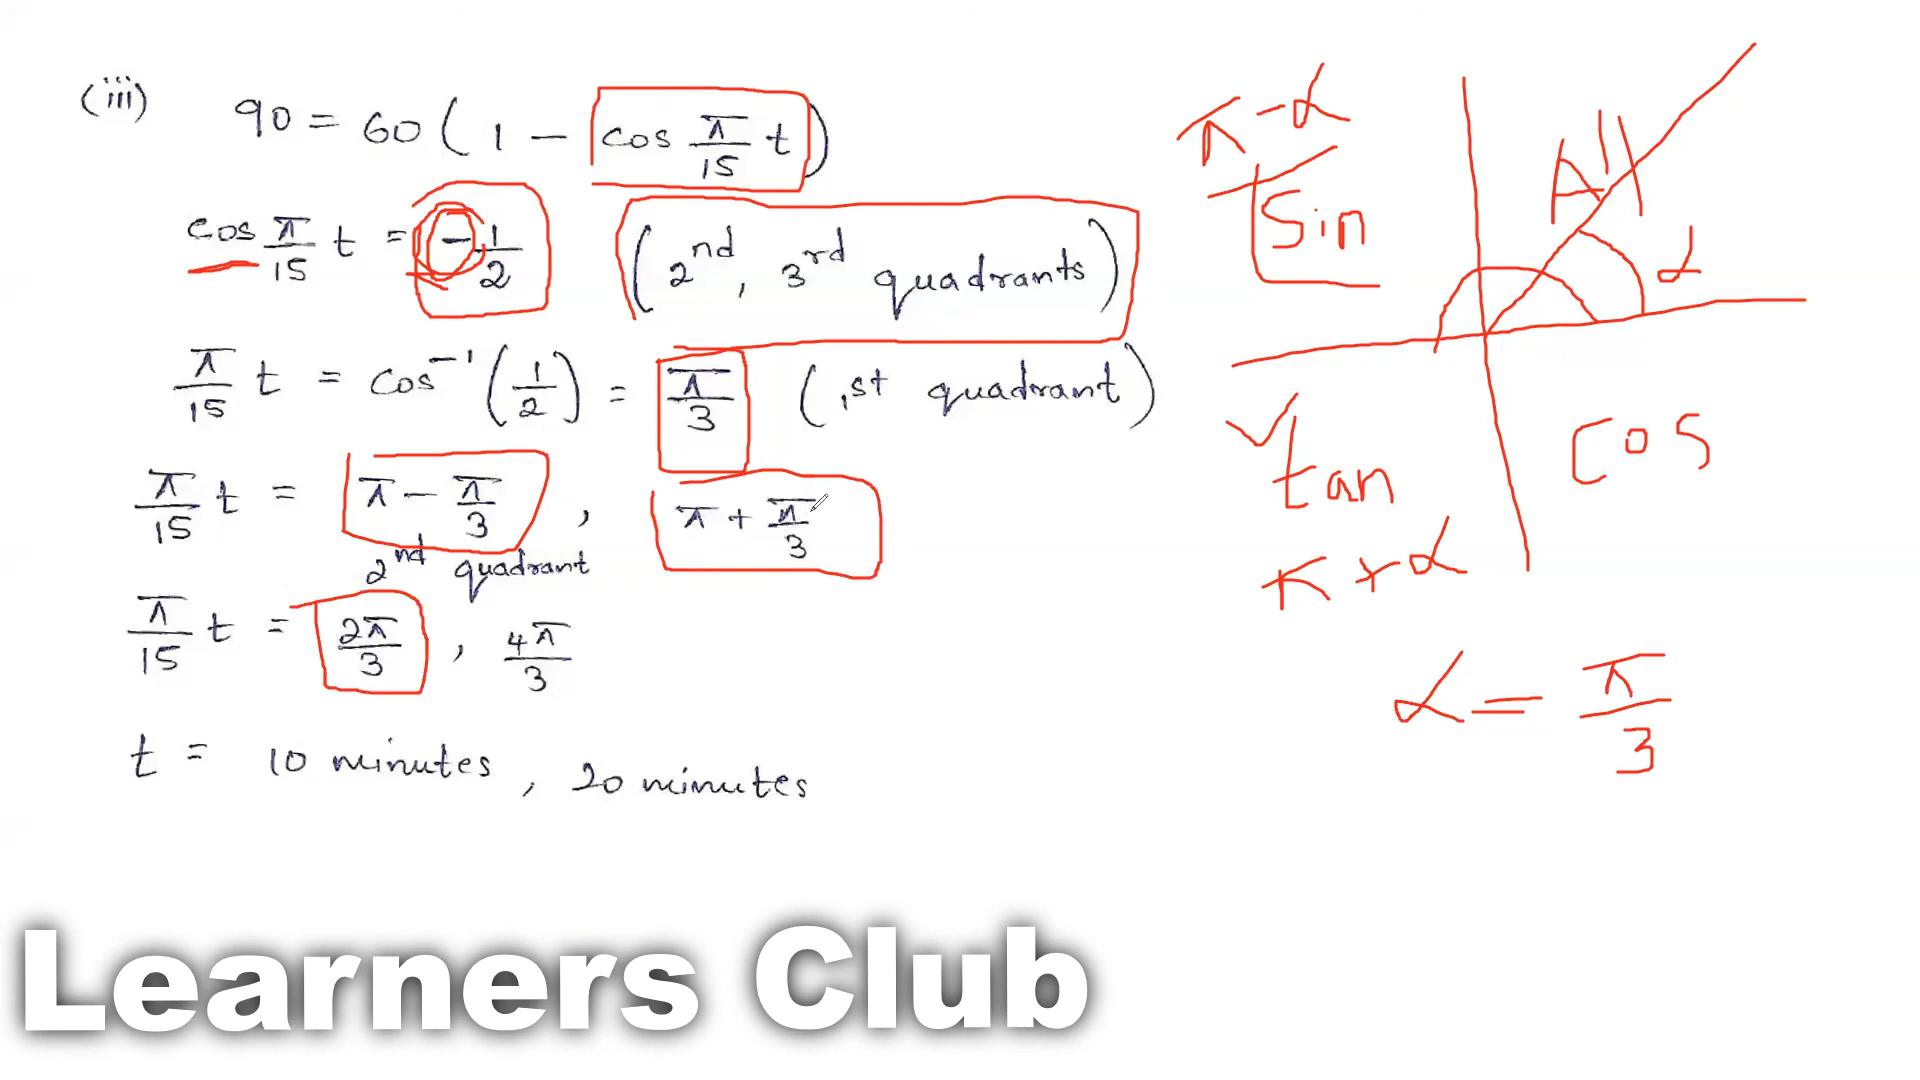 (iii) 90 = 60 ( 1 - cos π/15 t )
cos π/15 t = -1/2 ( 2nd , 3rd quadrants )
π/15 t = cos⁻¹ ( 1/2 ) = π/3 ( 1st quadrant )
π/15 t = π - π/3 , π + π/3
2nd quadrant
π/15 t = 2π/3 , 4π/3
t = 10 minutes , 20 minutes
π - α
Sin
All
α
tan
cos
π + α
α = π/3
Learners Club